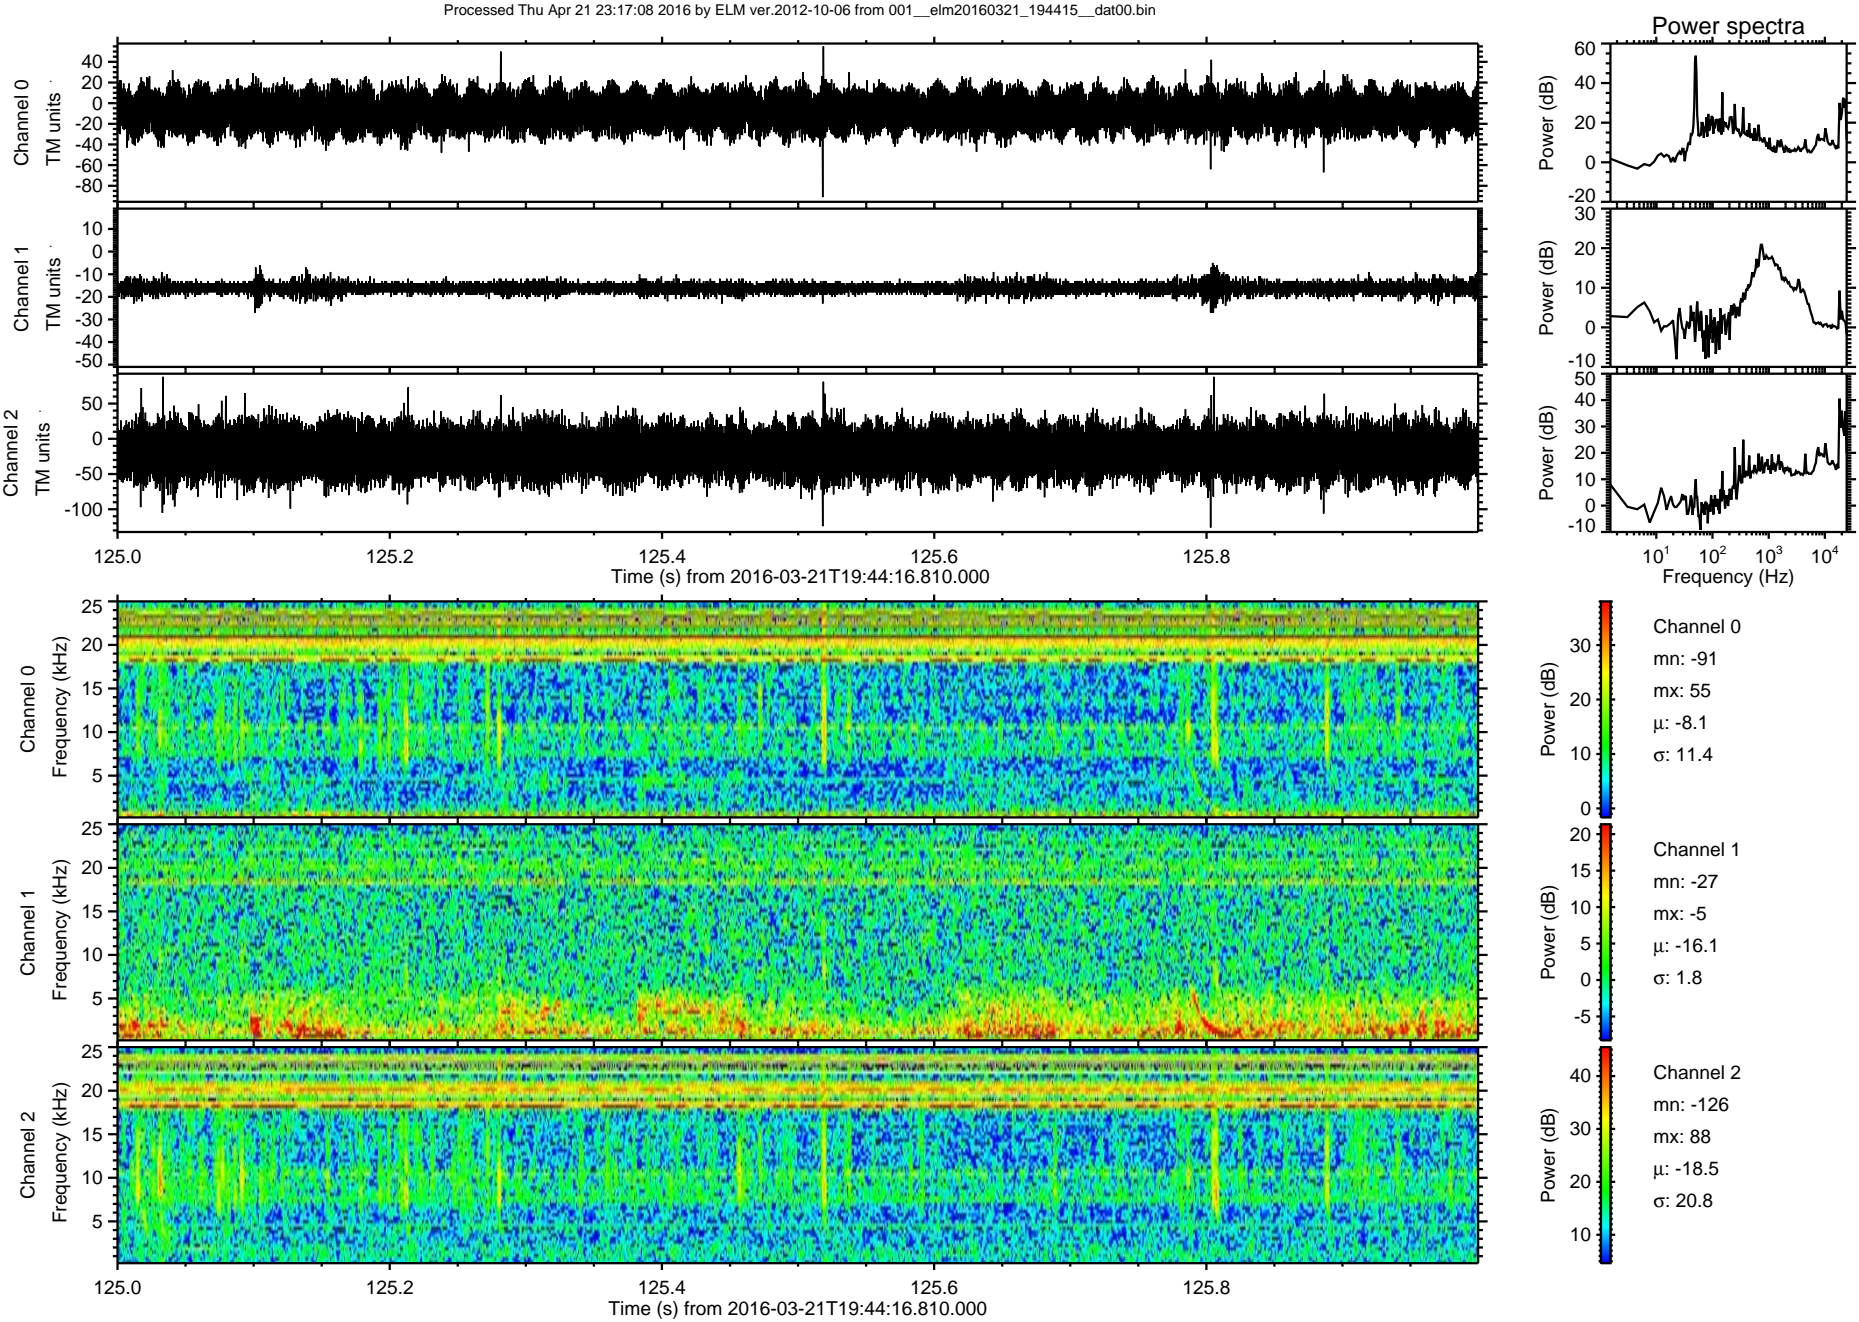 Processed Thu Apr 21 23:17:08 2016 by ELM ver.2012-10-06 from 001__elm20160321_194415__dat00.bin
Power spectra
Channel 0
TM units
40
20
0
-20
-40
-60
-80
Power (dB)
60
40
20
0
-20
Channel 1
TM units
10
0
-10
-20
-30
-40
-50
Power (dB)
30
20
10
0
-10
Channel 2
TM units
50
0
-50
-100
Power (dB)
50
40
30
20
10
0
-10
125.0 125.2 125.4 125.6 125.8
Time (s) from 2016-03-21T19:44:16.810.000
10^1 10^2 10^3 10^4
Frequency (Hz)
Channel 0
Frequency (kHz)
25
20
15
10
5
Power (dB)
30
20
10
0
Channel 0
mn: -91
mx: 55
μ: -8.1
σ: 11.4
Channel 1
Frequency (kHz)
25
20
15
10
5
Power (dB)
20
15
10
5
0
-5
Channel 1
mn: -27
mx: -5
μ: -16.1
σ: 1.8
Channel 2
Frequency (kHz)
25
20
15
10
5
Power (dB)
40
30
20
10
Channel 2
mn: -126
mx: 88
μ: -18.5
σ: 20.8
125.0 125.2 125.4 125.6 125.8
Time (s) from 2016-03-21T19:44:16.810.000